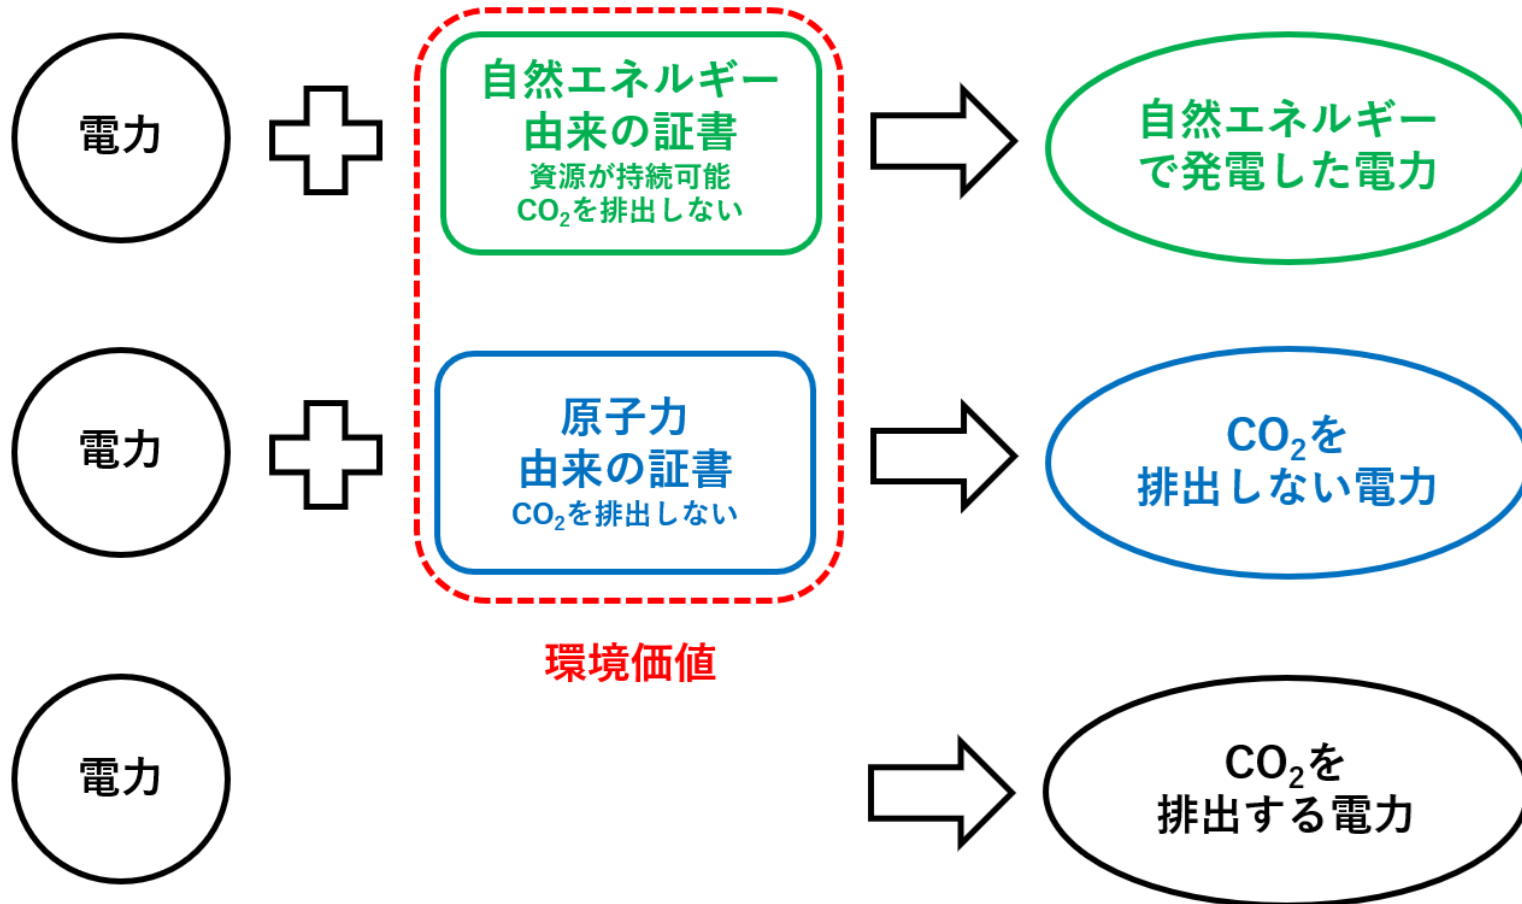 電力
自然エネルギー
由来の証書
資源が持続可能
CO₂を排出しない
自然エネルギー
で発電した電力
電力
原子力
由来の証書
CO₂を排出しない
CO₂を
排出しない電力
環境価値
電力
CO₂を
排出する電力